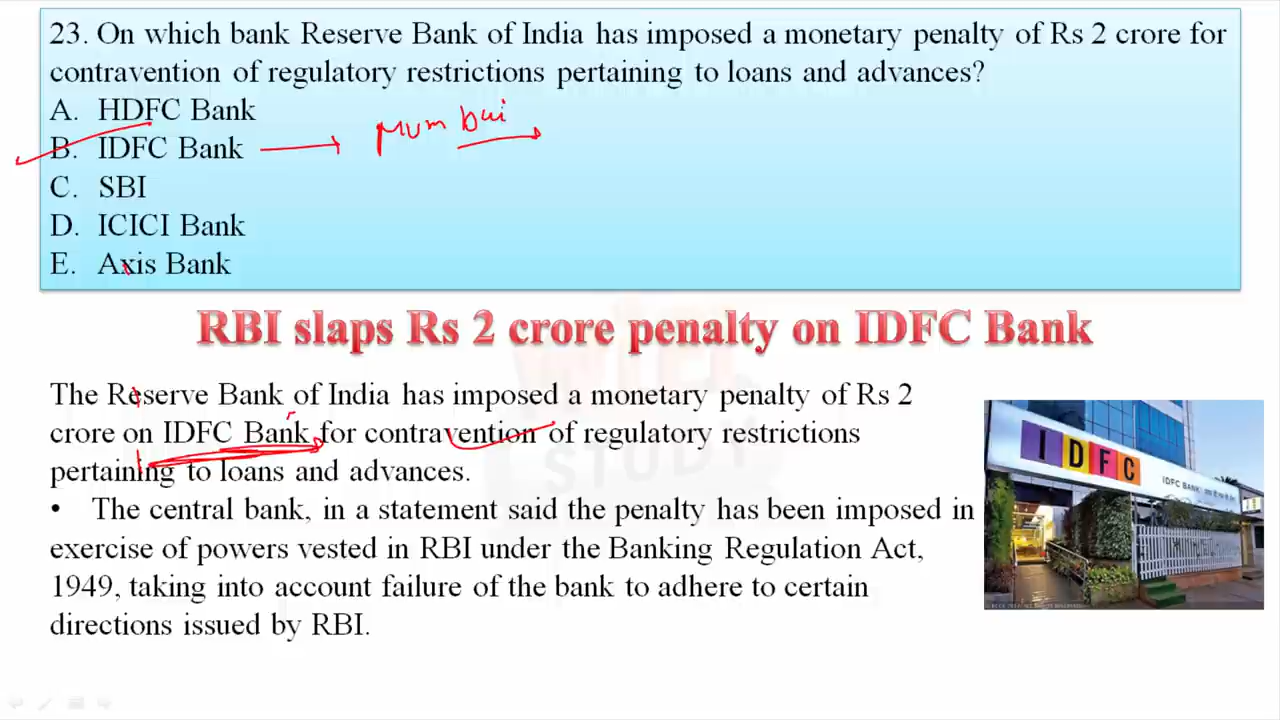 23. On which bank Reserve Bank of India has imposed a monetary penalty of Rs 2 crore for
contravention of regulatory restrictions pertaining to loans and advances?
A. HDFC Bank
B. IDFC Bank
Mumbai
C. SBI
D. ICICI Bank
E. Axis Bank
RBI slaps Rs 2 crore penalty on IDFC Bank
The Reserve Bank of India has imposed a monetary penalty of Rs 2
crore on IDFC Bank for contravention of regulatory restrictions
pertaining to loans and advances.
• The central bank, in a statement said the penalty has been imposed in
exercise of powers vested in RBI under the Banking Regulation Act,
1949, taking into account failure of the bank to adhere to certain
directions issued by RBI.
IDFC
IDFC BANK
STUDY